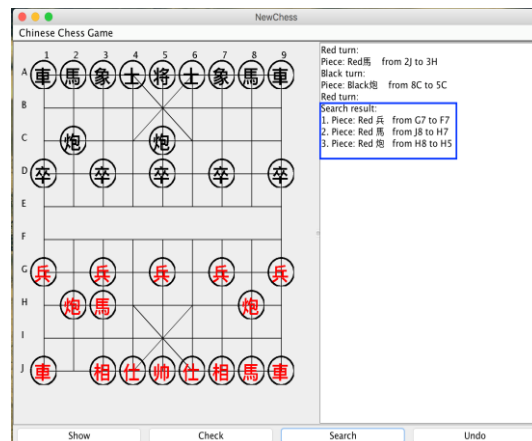 NewChess
Chinese Chess Game
1 2 3 4 5 6 7 8 9
A 車 馬 象 士 将 士 象 馬 車
B
C 炮 炮
D 卒 卒 卒 卒 卒
E
F
G 兵 兵 兵 兵 兵
H 炮 馬 炮
I
J 車 相 仕 帅 仕 相 馬 車
Red turn:
Piece: Red馬 from 2J to 3H
Black turn:
Piece: Black炮 from 8C to 5C
Red turn:
Search result:
1. Piece: Red 兵 from G7 to F7
2. Piece: Red 馬 from J8 to H7
3. Piece: Red 炮 from H8 to H5
Show Check Search Undo